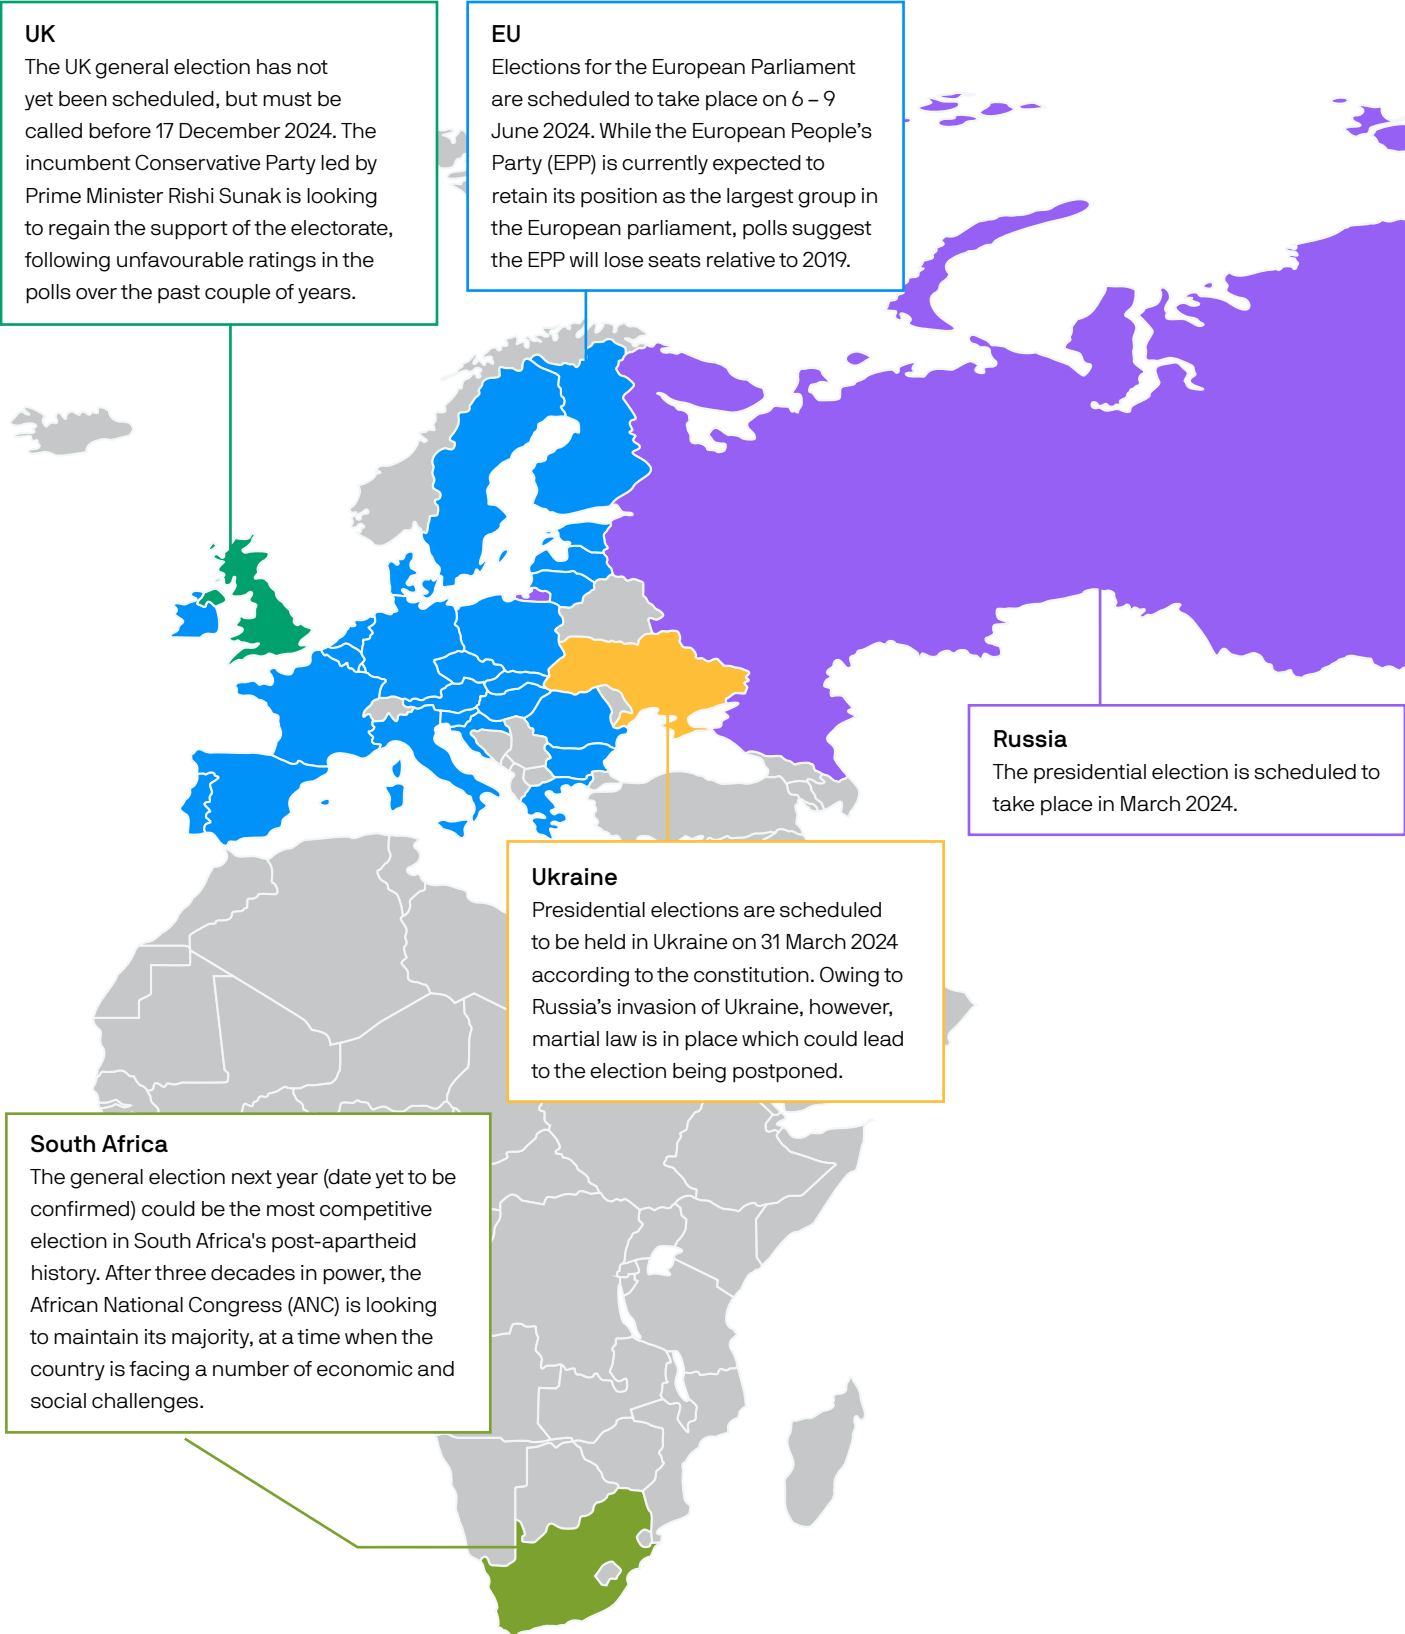 UK
The UK general election has not
yet been scheduled, but must be
called before 17 December 2024. The
incumbent Conservative Party led by
Prime Minister Rishi Sunak is looking
to regain the support of the electorate,
following unfavourable ratings in the
polls over the past couple of years.
EU
Elections for the European Parliament
are scheduled to take place on 6 – 9
June 2024. While the European People’s
Party (EPP) is currently expected to
retain its position as the largest group in
the European parliament, polls suggest
the EPP will lose seats relative to 2019.
Russia
The presidential election is scheduled to
take place in March 2024.
Ukraine
Presidential elections are scheduled
to be held in Ukraine on 31 March 2024
according to the constitution. Owing to
Russia’s invasion of Ukraine, however,
martial law is in place which could lead
to the election being postponed.
South Africa
The general election next year (date yet to be
confirmed) could be the most competitive
election in South Africa's post-apartheid
history. After three decades in power, the
African National Congress (ANC) is looking
to maintain its majority, at a time when the
country is facing a number of economic and
social challenges.